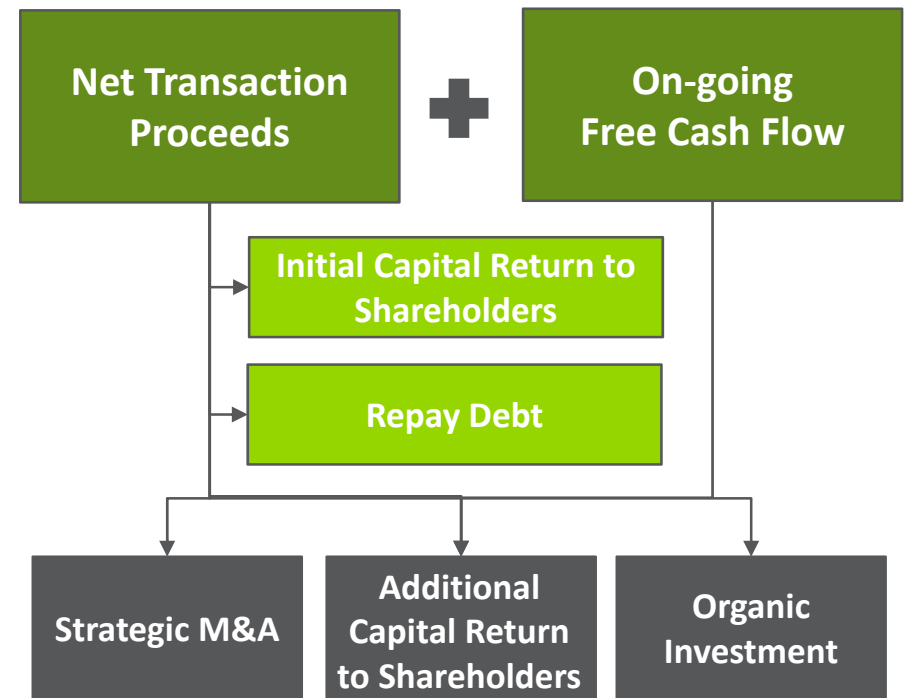 Net Transaction
Proceeds
On-going
Free Cash Flow
Initial Capital Return to
Shareholders
Repay Debt
Strategic M&A
Additional
Capital Return
to Shareholders
Organic
Investment